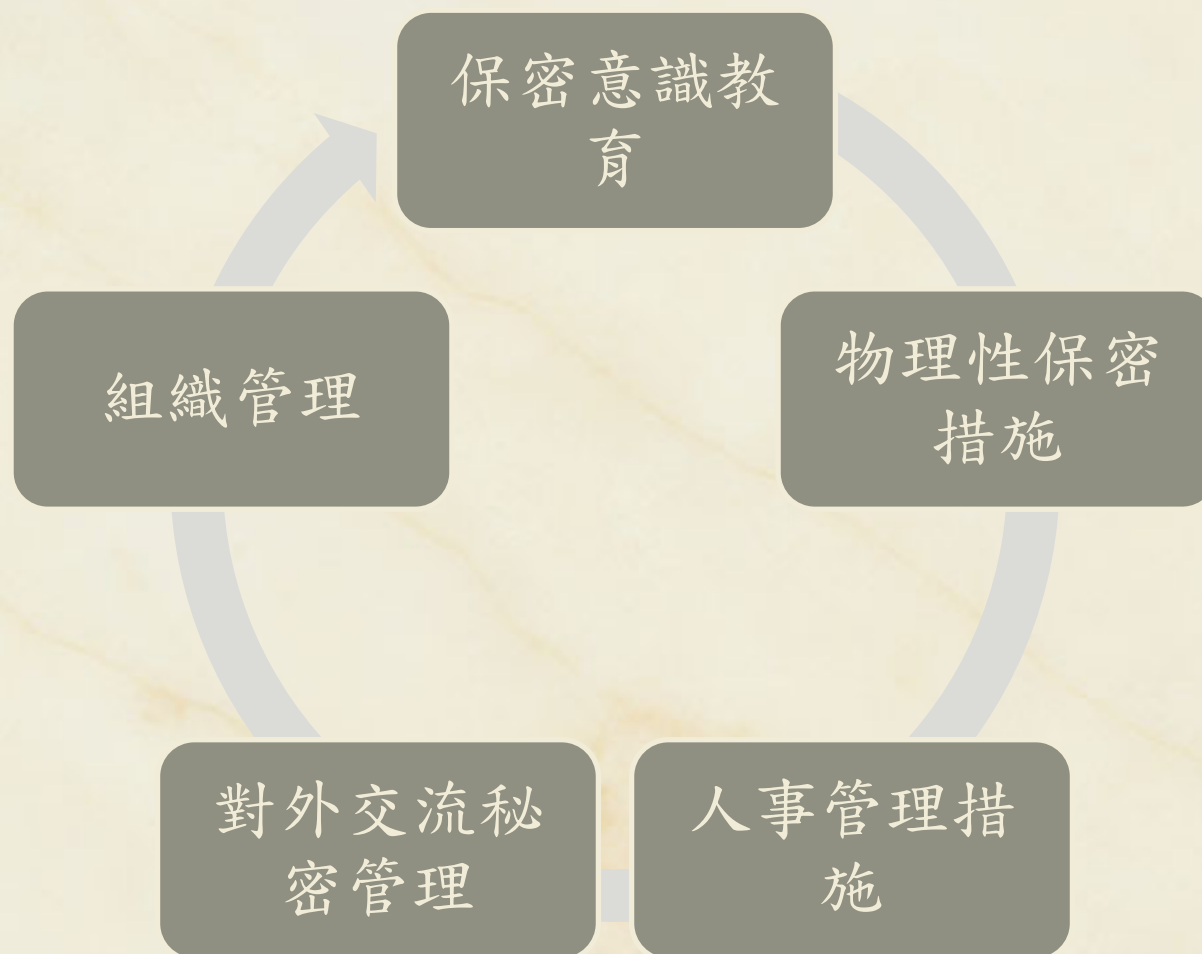 保密意識教
育
物理性保密
措施
人事管理措
施
對外交流秘
密管理
組織管理